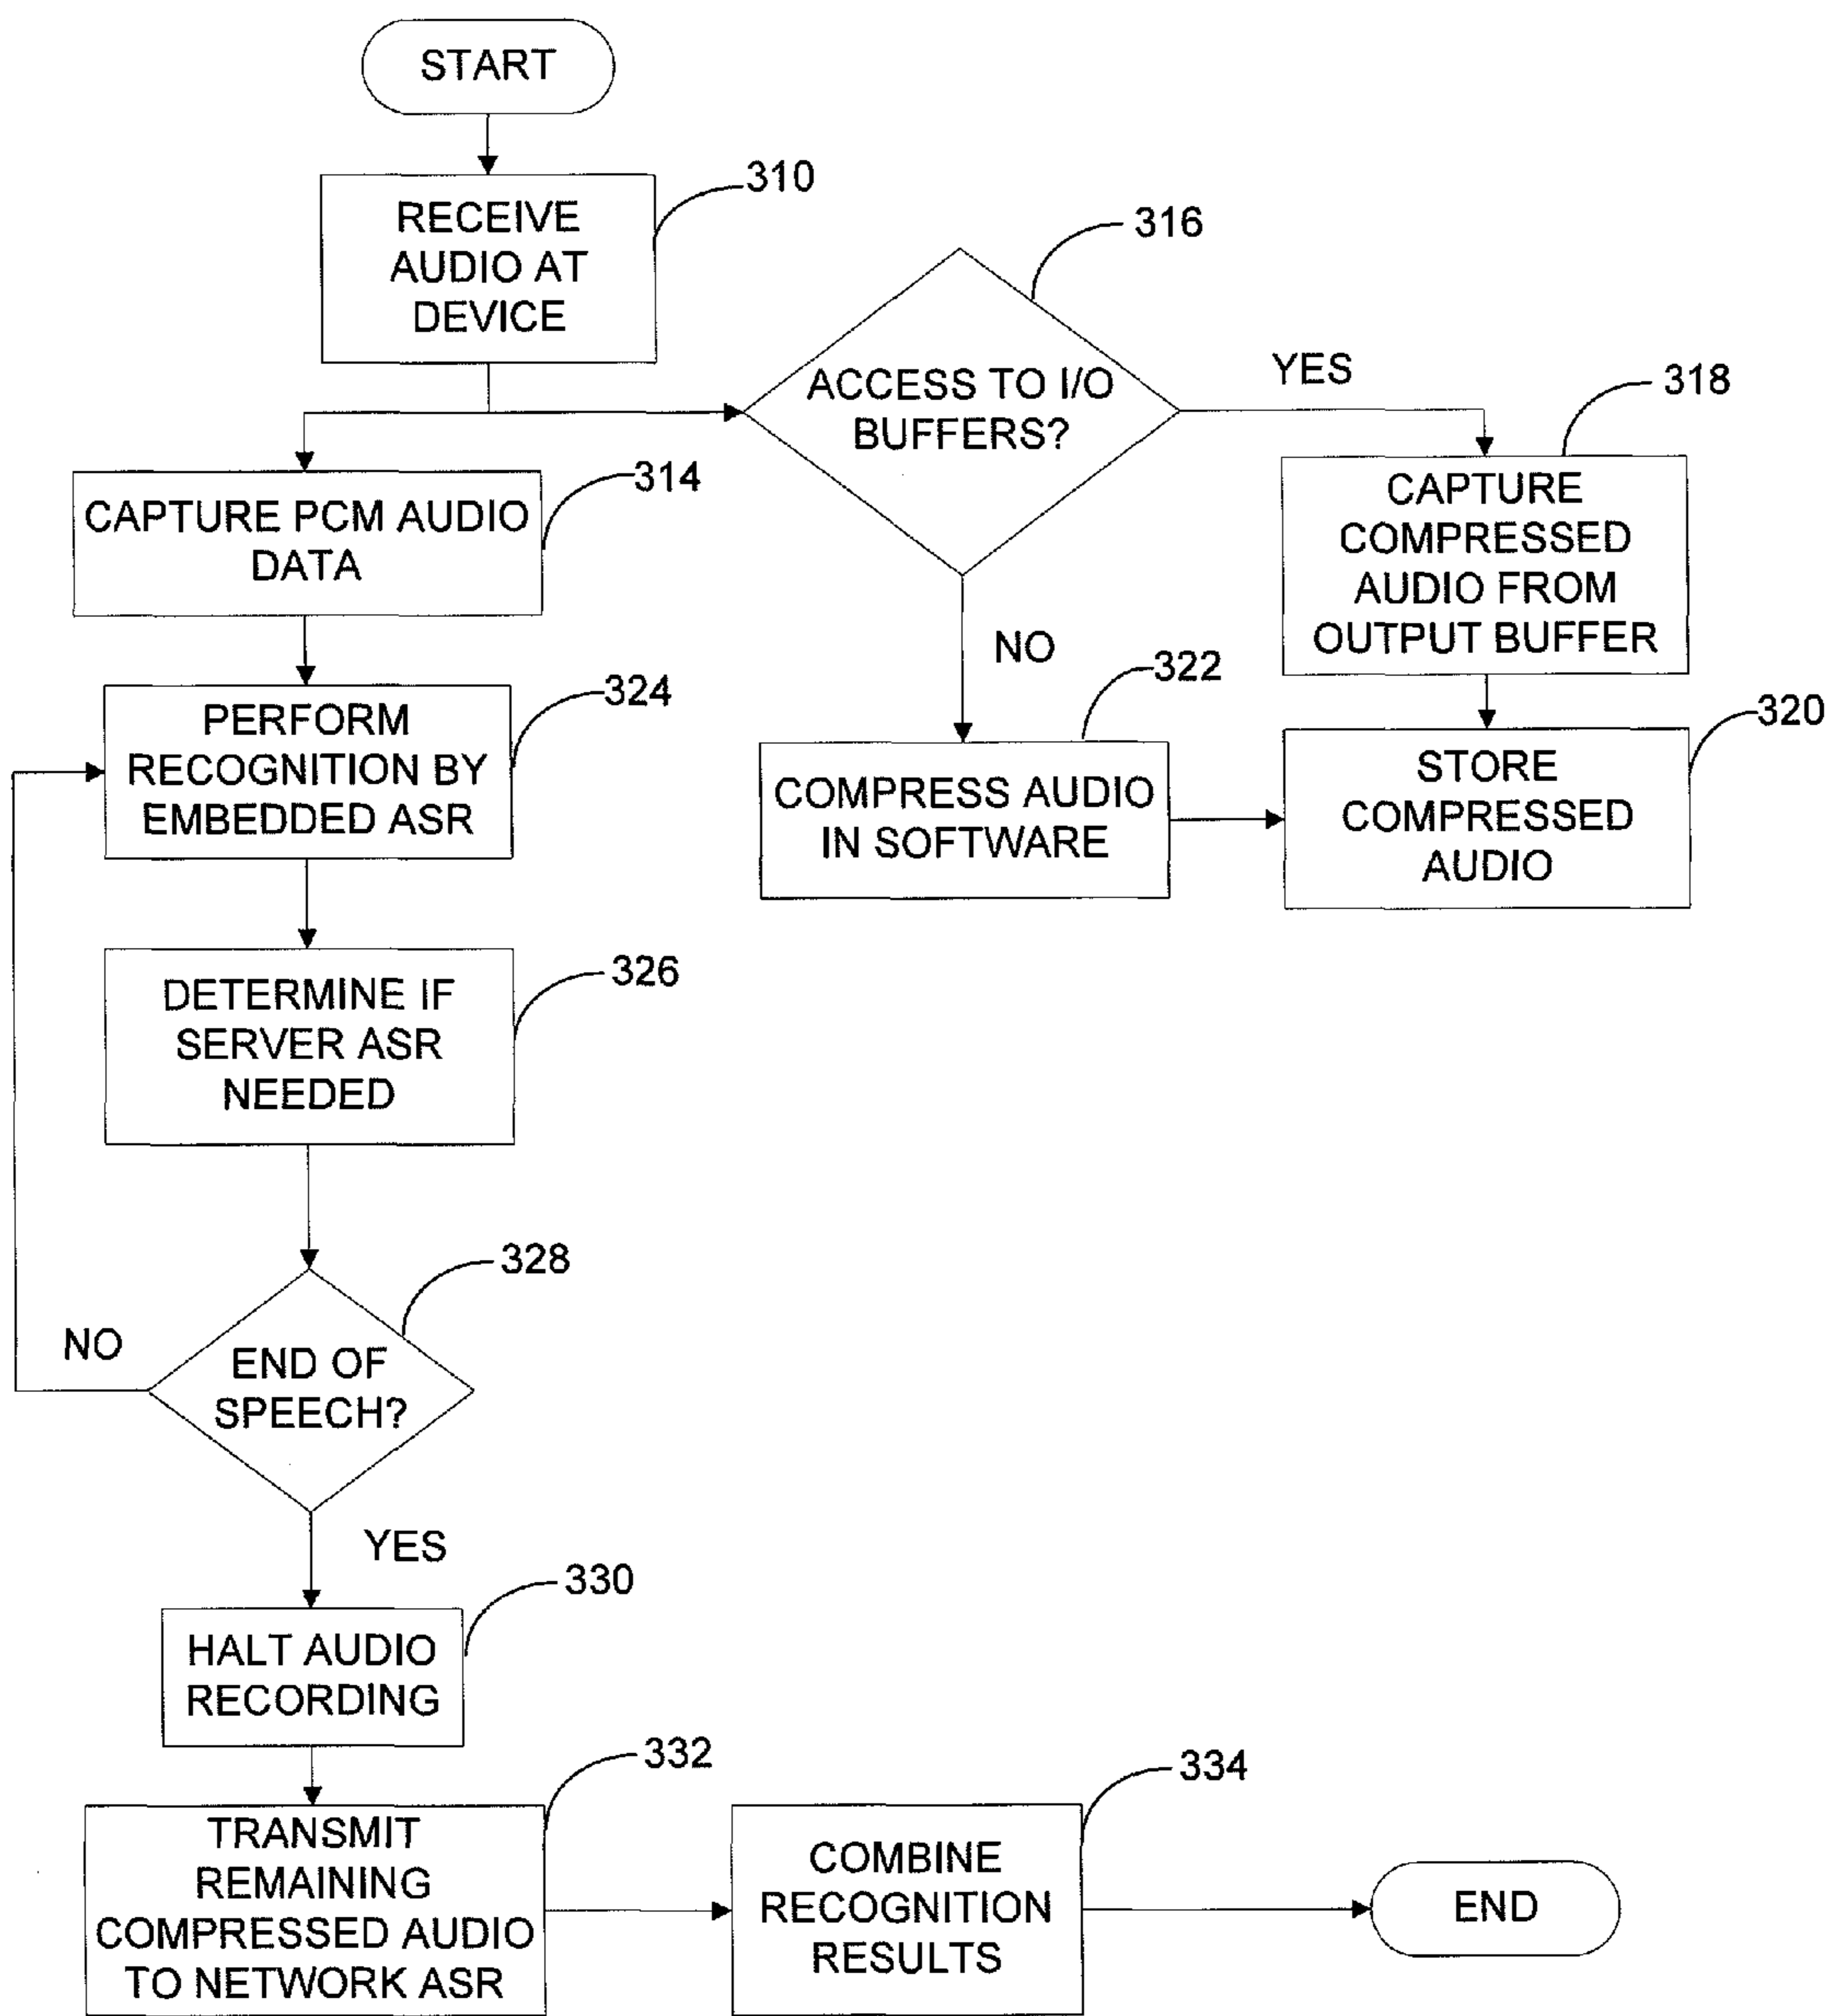 START
310
RECEIVE
AUDIO AT
DEVICE
316
ACCESS TO I/O
BUFFERS?
YES
318
CAPTURE
COMPRESSED
AUDIO FROM
OUTPUT BUFFER
314
CAPTURE PCM AUDIO
DATA
NO
322
COMPRESS AUDIO
IN SOFTWARE
320
STORE
COMPRESSED
AUDIO
324
PERFORM
RECOGNITION BY
EMBEDDED ASR
326
DETERMINE IF
SERVER ASR
NEEDED
328
NO
END OF
SPEECH?
YES
330
HALT AUDIO
RECORDING
332
TRANSMIT
REMAINING
COMPRESSED AUDIO
TO NETWORK ASR
334
COMBINE
RECOGNITION
RESULTS
END